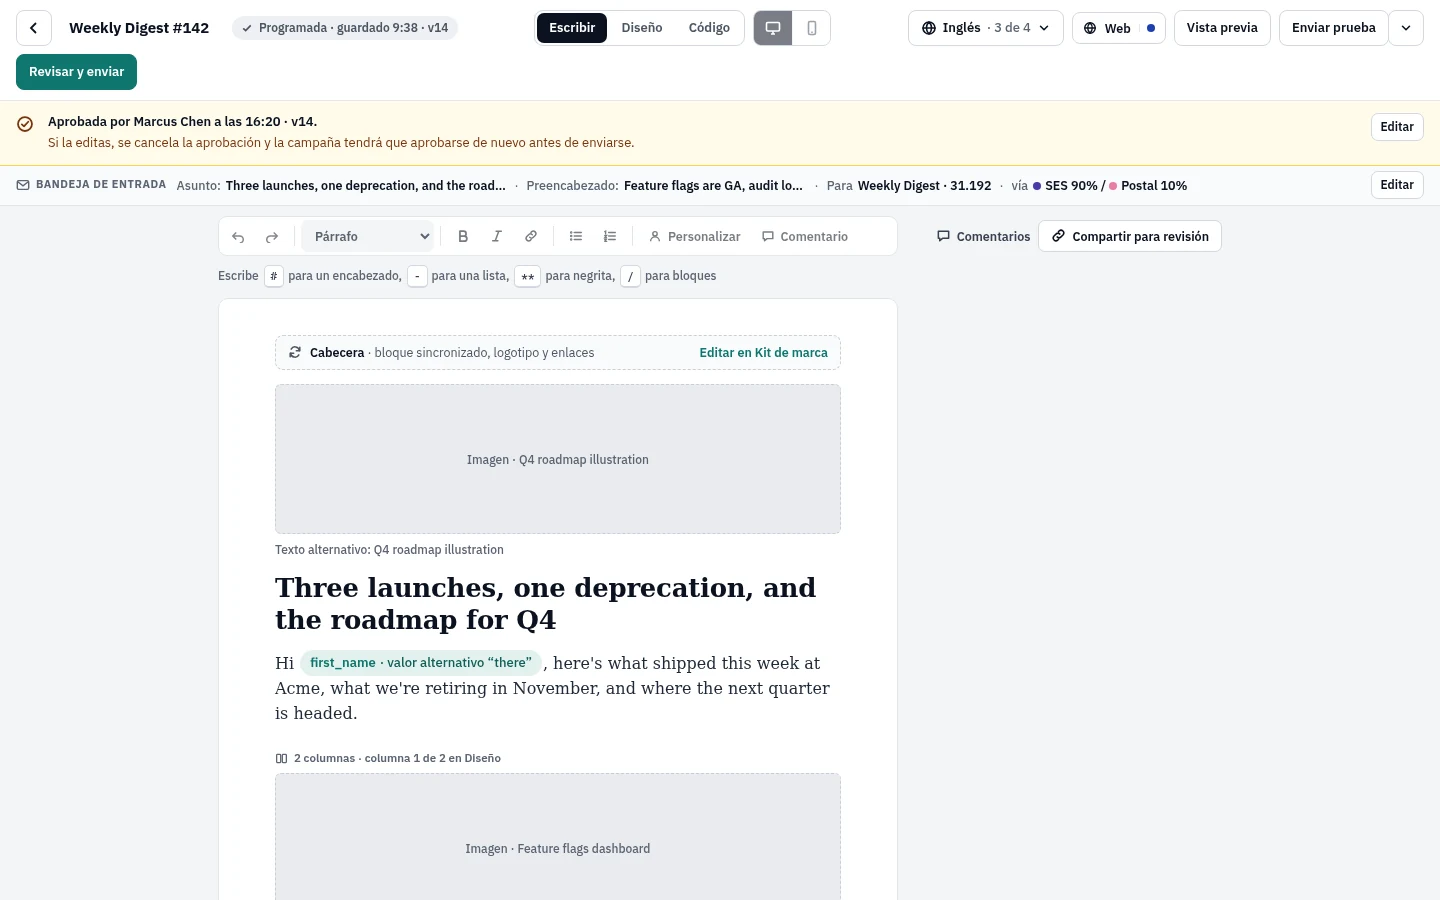 Weekly Digest #142
Programada · guardado 9:38 · v14
Escribir
Diseño
Código
Inglés · 3 de 4
Web
Vista previa
Enviar prueba
Revisar y enviar
Aprobada por Marcus Chen a las 16:20 · v14.
Si la editas, se cancela la aprobación y la campaña tendrá que aprobarse de nuevo antes de enviarse.
Editar
BANDEJA DE ENTRADA Asunto: Three launches, one deprecation, and the road... · Preencabezado: Feature flags are GA, audit lo... · Para Weekly Digest · 31.192 · vía SES 90% / Postal 10%
Editar
Párrafo
B
I
Personalizar
Comentario
Comentarios
Compartir para revisión
Escribe # para un encabezado, - para una lista, ** para negrita, / para bloques
Cabecera · bloque sincronizado, logotipo y enlaces
Editar en Kit de marca
Imagen · Q4 roadmap illustration
Texto alternativo: Q4 roadmap illustration
Three launches, one deprecation, and
the roadmap for Q4
Hi first_name · valor alternativo “there” , here's what shipped this week at
Acme, what we're retiring in November, and where the next quarter
is headed.
2 columnas · columna 1 de 2 en Diseño
Imagen · Feature flags dashboard